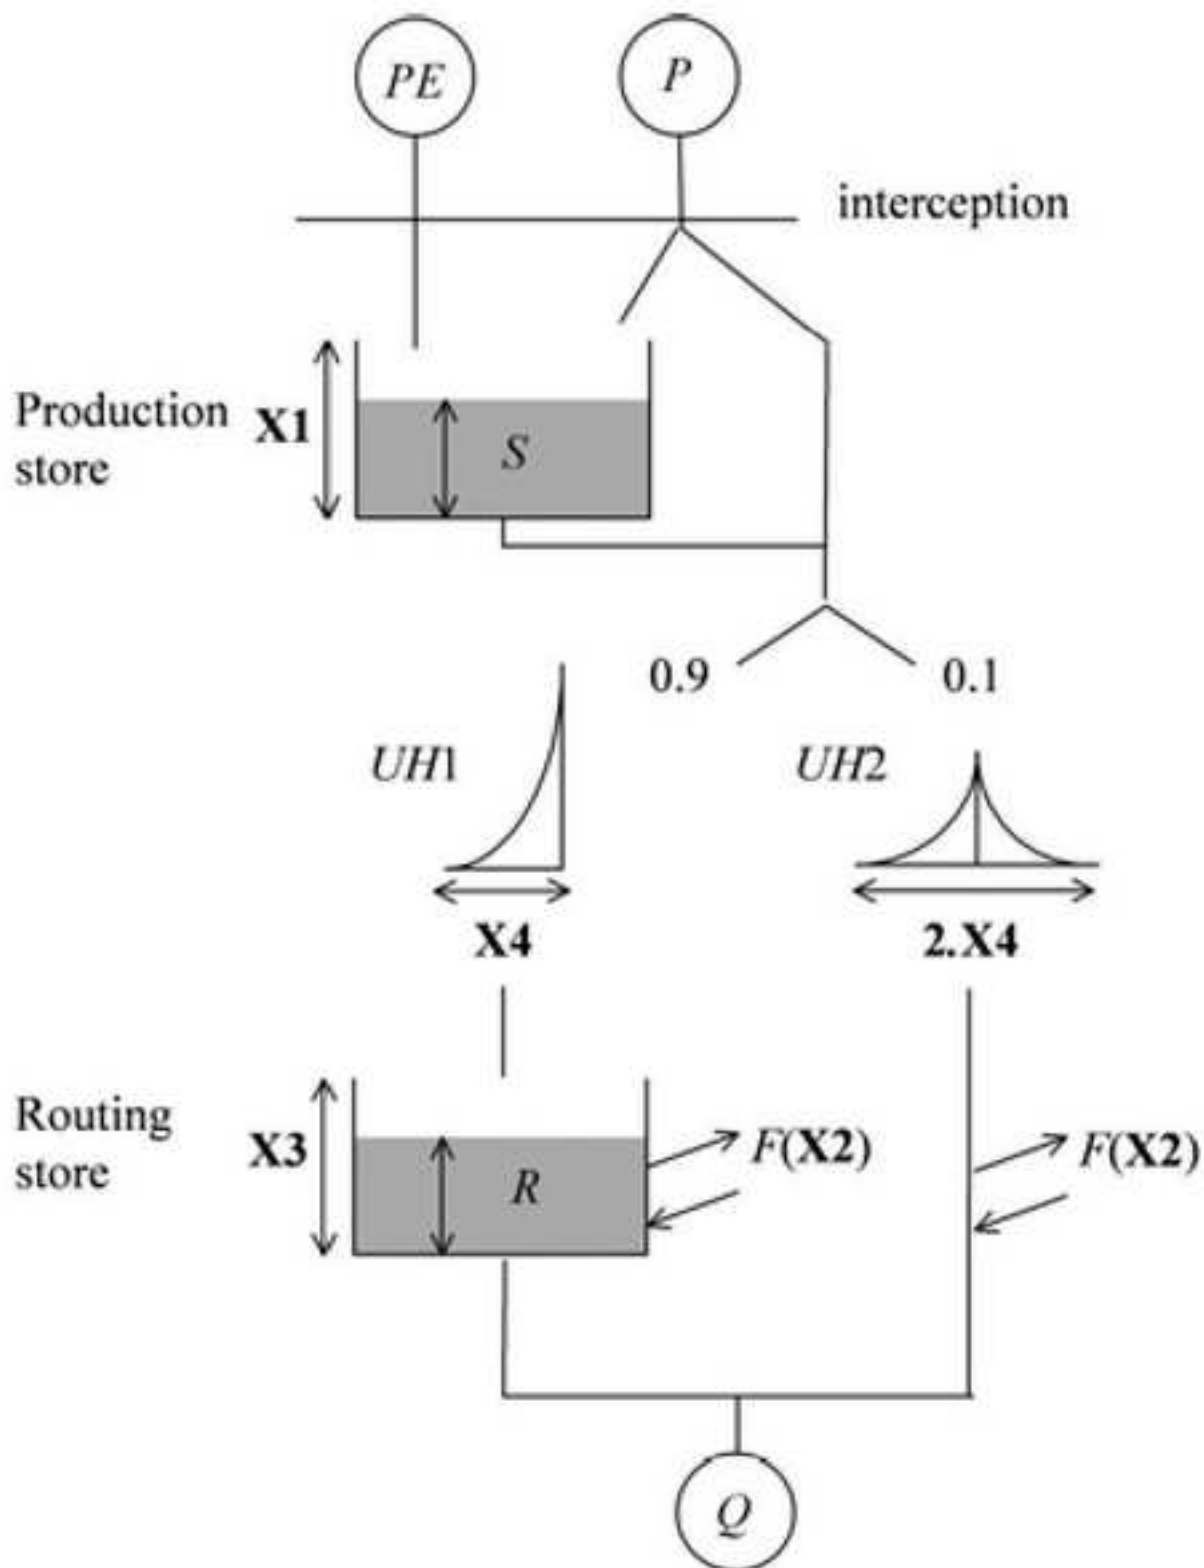 PE
P
interception
Production
store
X1
S
0.9
0.1
UH1
UH2
X4
2.X4
Routing
store
X3
R
F(X2)
F(X2)
Q